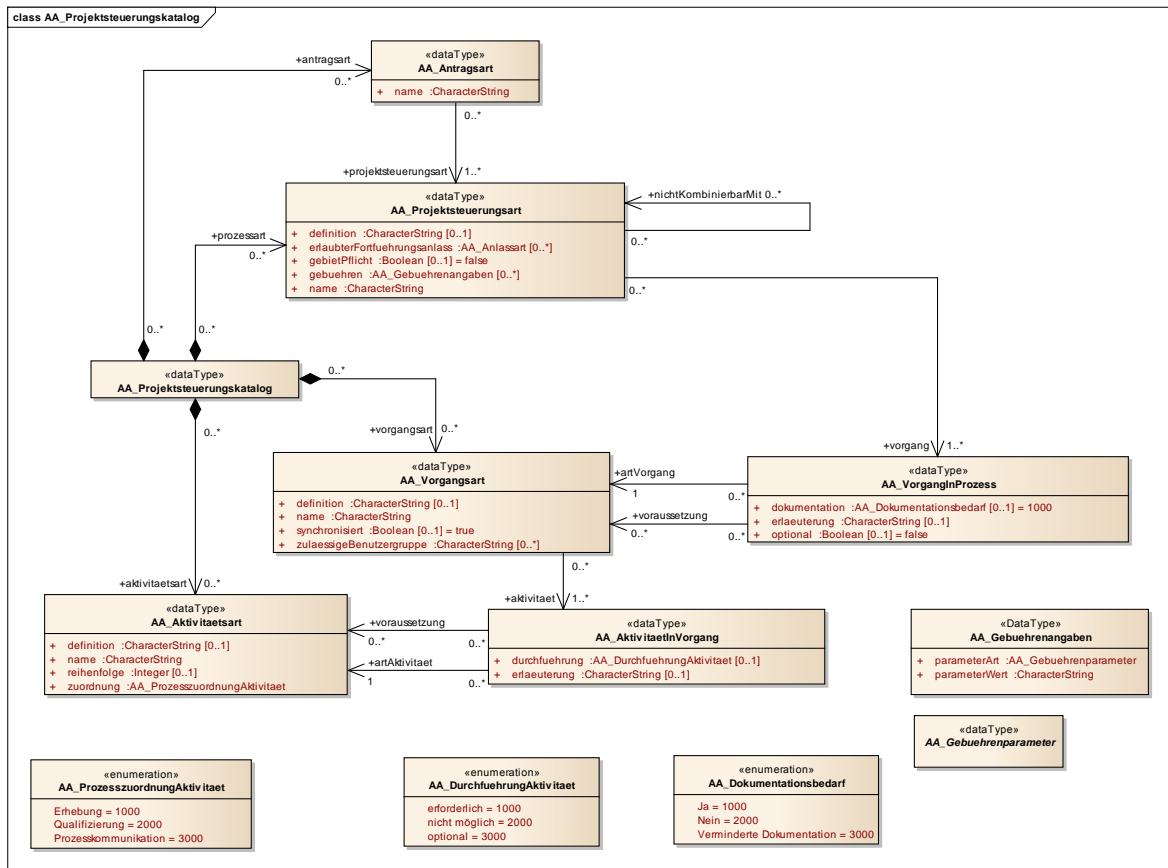 class AA_Projektsteuerungskatalog
«dataType»
AA_Antragsart
+ name :CharacterString
+antragsart
0..*
0..*
+projektsteuerungsart
1..*
«dataType»
AA_Projektsteuerungsart
+ definition :CharacterString [0..1]
+ erlaubterFortfuehrungsanlass :AA_Anlassart [0..*]
+ gebietPflicht :Boolean [0..1] = false
+ gebuehren :AA_Gebuehrenangaben [0..*]
+ name :CharacterString
+nichtKombinierbarMit 0..*
0..*
+prozessart
0..*
0..*
0..*
0..*
«dataType»
AA_Projektsteuerungskatalog
0..*
0..*
+vorgangsart
0..*
+vorgang
1..*
«dataType»
AA_Vorgangsart
+ definition :CharacterString [0..1]
+ name :CharacterString
+ synchronisiert :Boolean [0..1] = true
+ zulaessigeBenutzergruppe :CharacterString [0..*]
+artVorgang
1
0..*
+voraussetzung
0..*
0..*
«dataType»
AA_VorgangInProzess
+ dokumentation :AA_Dokumentationsbedarf [0..1] = 1000
+ erlaeuterung :CharacterString [0..1]
+ optional :Boolean [0..1] = false
0..*
+aktivitaet
1..*
+aktivitaetsart
0..*
«dataType»
AA_Aktivitaetsart
+ definition :CharacterString [0..1]
+ name :CharacterString
+ reihenfolge :Integer [0..1]
+ zuordnung :AA_ProzesszuordnungAktivitaet
+voraussetzung
0..*
0..*
+artAktivitaet
1
0..*
«dataType»
AA_AktivitaetInVorgang
+ durchfuehrung :AA_DurchfuehrungAktivitaet [0..1]
+ erlaeuterung :CharacterString [0..1]
«DataType»
AA_Gebuehrenangaben
+ parameterArt :AA_Gebuehrenparameter
+ parameterWert :CharacterString
«dataType»
AA_Gebuehrenparameter
«enumeration»
AA_ProzesszuordnungAktivitaet
Erhebung = 1000
Qualifizierung = 2000
Prozesskommunikation = 3000
«enumeration»
AA_DurchfuehrungAktivitaet
erforderlich = 1000
nicht möglich = 2000
optional = 3000
«enumeration»
AA_Dokumentationsbedarf
Ja = 1000
Nein = 2000
Verminderte Dokumentation = 3000